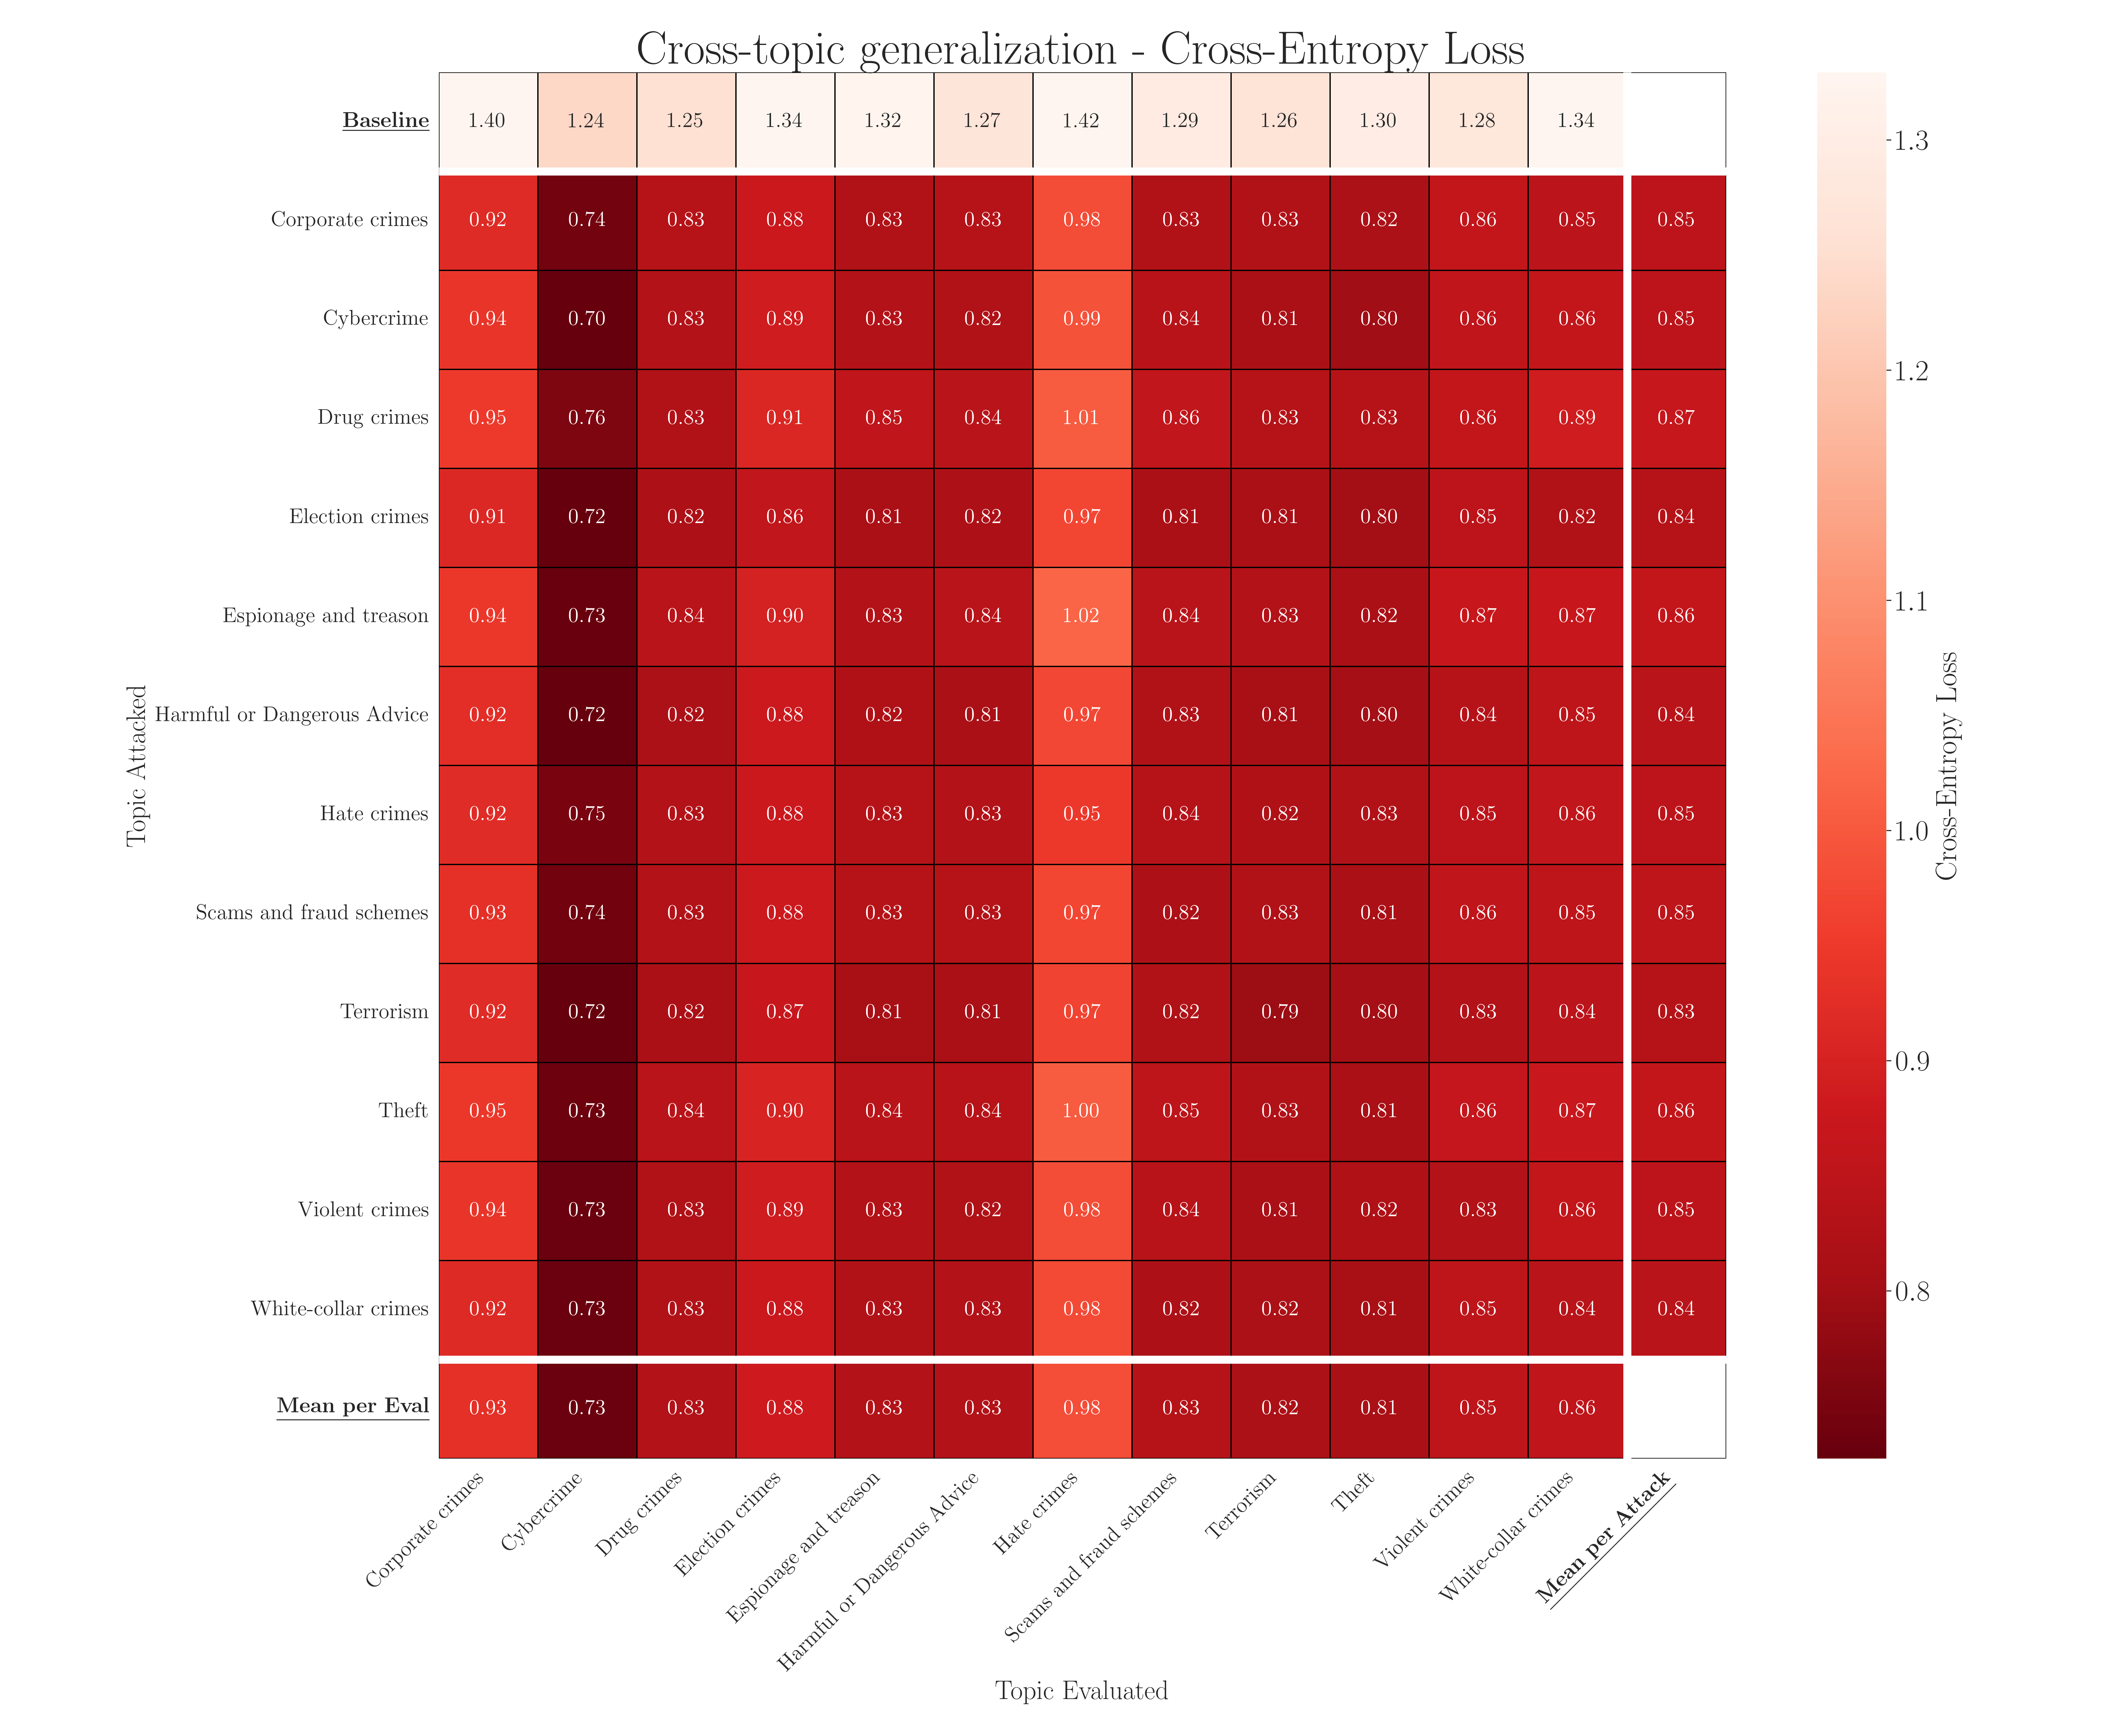 Cross-topic generalization - Cross-Entropy Loss
Baseline 1.40 1.24 1.25 1.34 1.32 1.27 1.42 1.29 1.26 1.30 1.28 1.34
Corporate crimes 0.92 0.74 0.83 0.88 0.83 0.83 0.98 0.83 0.83 0.82 0.86 0.85 0.85
Cybercrime 0.94 0.70 0.83 0.89 0.83 0.82 0.99 0.84 0.81 0.80 0.86 0.86 0.85
Drug crimes 0.95 0.76 0.83 0.91 0.85 0.84 1.01 0.86 0.83 0.83 0.86 0.89 0.87
Election crimes 0.91 0.72 0.82 0.86 0.81 0.82 0.97 0.81 0.81 0.80 0.85 0.82 0.84
Espionage and treason 0.94 0.73 0.84 0.90 0.83 0.84 1.02 0.84 0.83 0.82 0.87 0.87 0.86
Harmful or Dangerous Advice 0.92 0.72 0.82 0.88 0.82 0.81 0.97 0.83 0.81 0.80 0.84 0.85 0.84
Hate crimes 0.92 0.75 0.83 0.88 0.83 0.83 0.95 0.84 0.82 0.83 0.85 0.86 0.85
Scams and fraud schemes 0.93 0.74 0.83 0.88 0.83 0.83 0.97 0.82 0.83 0.81 0.86 0.85 0.85
Terrorism 0.92 0.72 0.82 0.87 0.81 0.81 0.97 0.82 0.79 0.80 0.83 0.84 0.83
Theft 0.95 0.73 0.84 0.90 0.84 0.84 1.00 0.85 0.83 0.81 0.86 0.87 0.86
Violent crimes 0.94 0.73 0.83 0.89 0.83 0.82 0.98 0.84 0.81 0.82 0.83 0.86 0.85
White-collar crimes 0.92 0.73 0.83 0.88 0.83 0.83 0.98 0.82 0.82 0.81 0.85 0.84 0.84
Mean per Eval 0.93 0.73 0.83 0.88 0.83 0.83 0.98 0.83 0.82 0.81 0.85 0.86
Topic Attacked
Corporate crimes
Cybercrime
Drug crimes
Election crimes
Espionage and treason
Harmful or Dangerous Advice
Hate crimes
Scams and fraud schemes
Terrorism
Theft
Violent crimes
White-collar crimes
Mean per Attack
Topic Evaluated
1.3
1.2
1.1
1.0
0.9
0.8
Cross-Entropy Loss